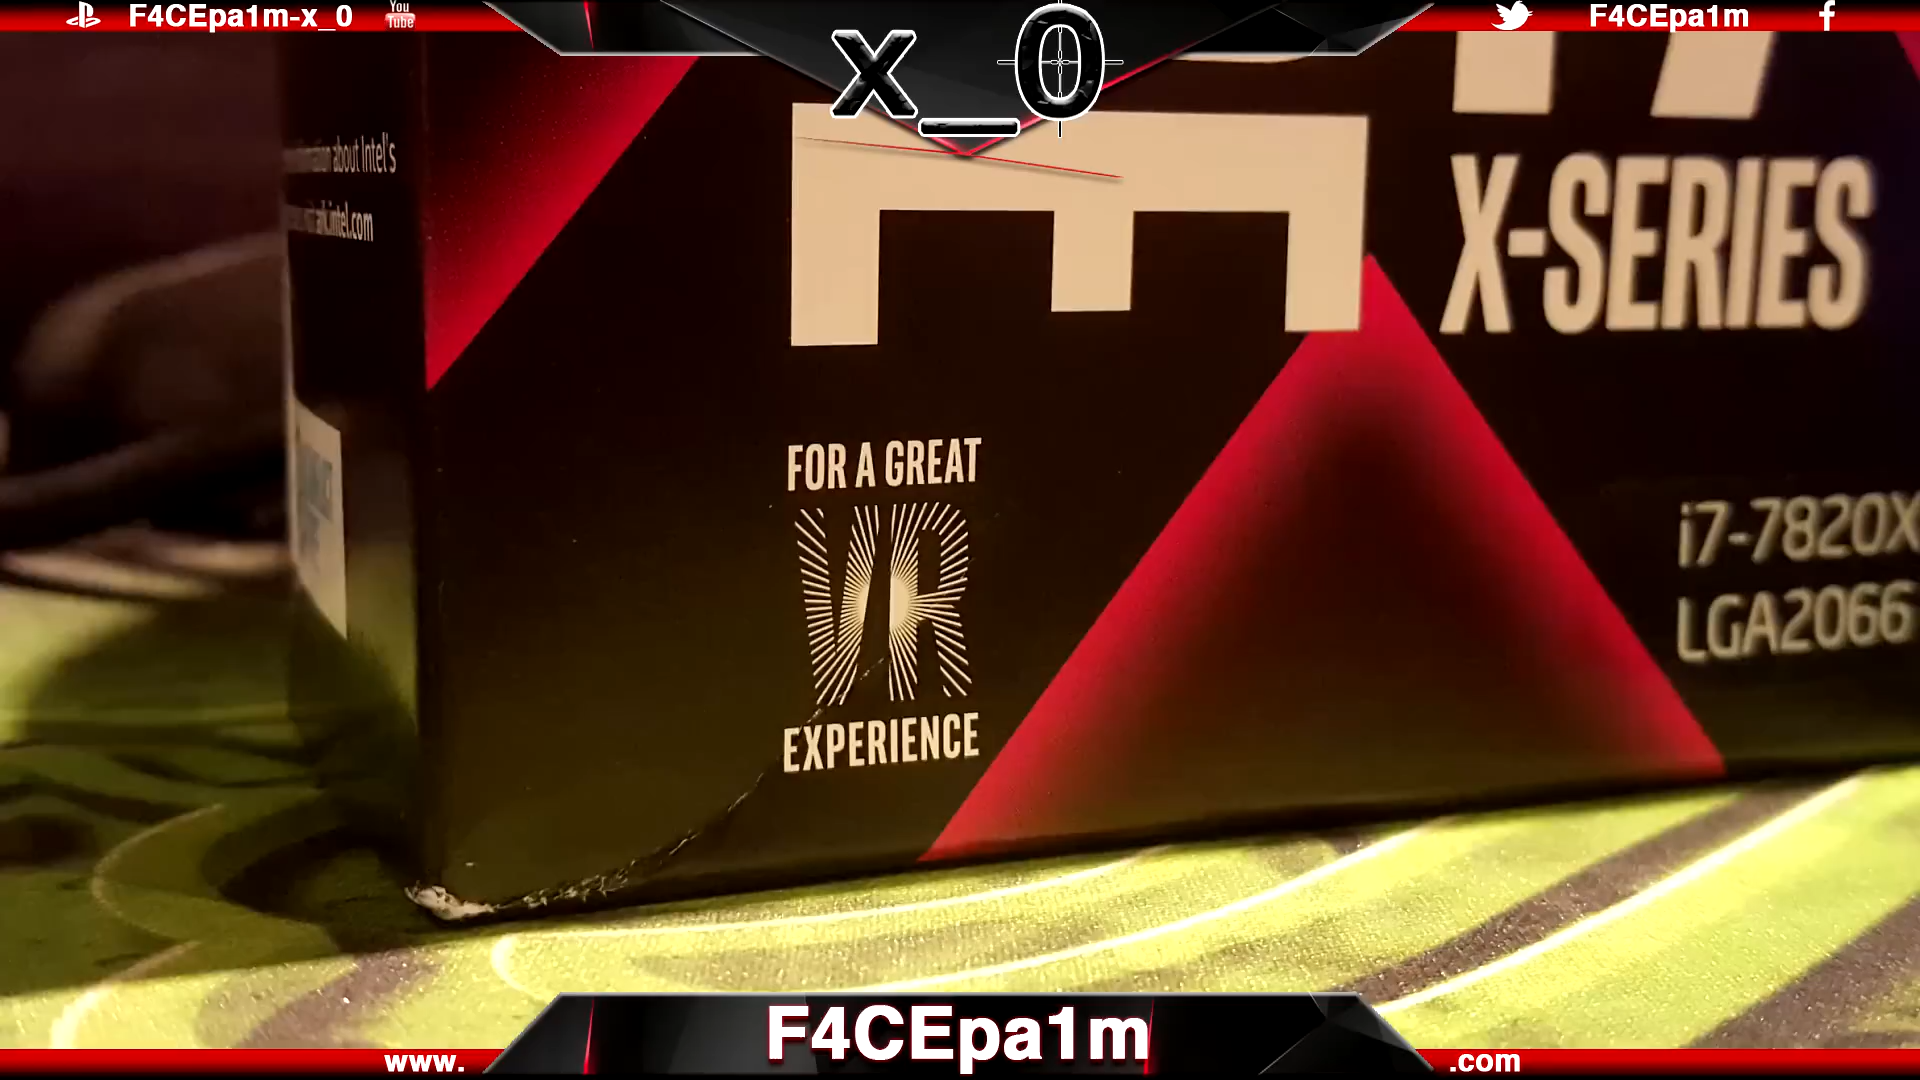 F4CEpa1m-x_0
You
Tube
x_0
F4CEpa1m
about Intel's
ark.intel.com
X-SERIES
FOR A GREAT
VR
EXPERIENCE
i7-7820X
LGA2066
www.
F4CEpa1m
.com